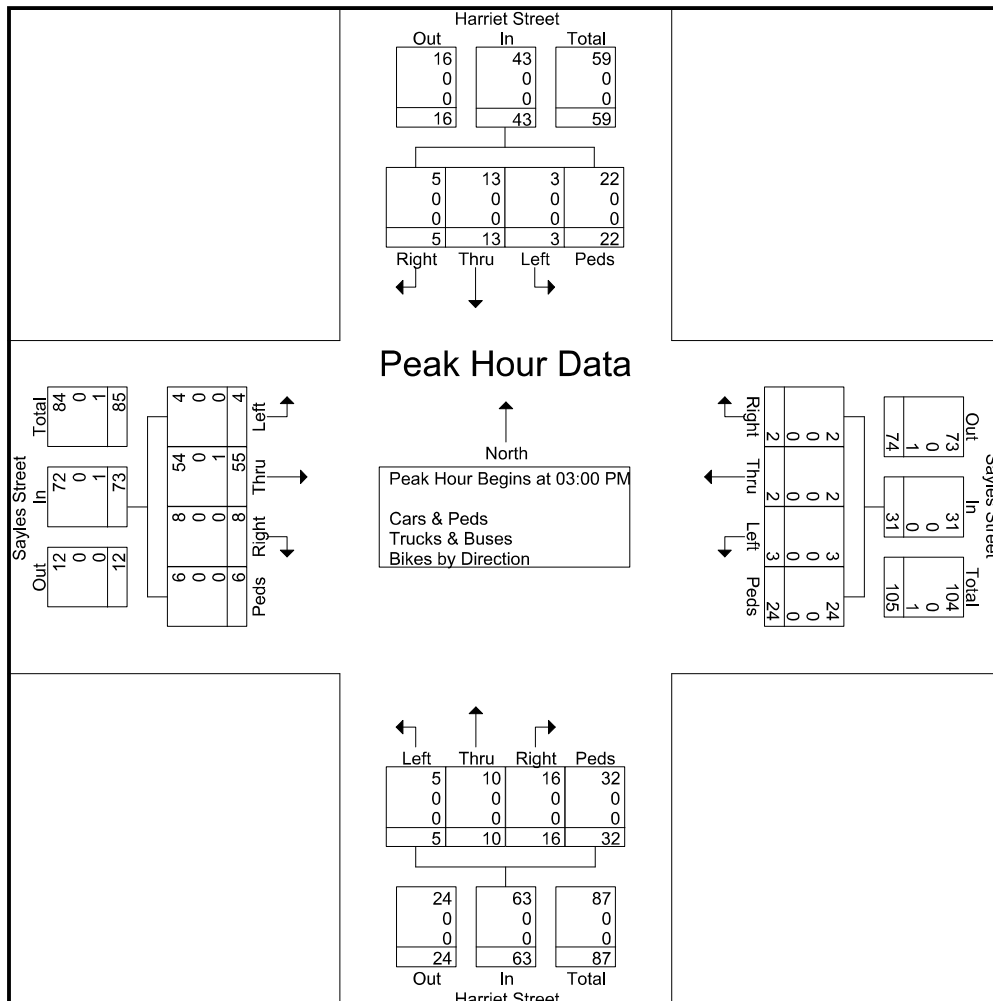 Harriet Street
Out In Total
16 43 59
0 0 0
0 0 0
16 43 59
5 13 3 22
0 0 0 0
0 0 0 0
5 13 3 22
Right Thru Left Peds
Peak Hour Data
North
Peak Hour Begins at 03:00 PM
Cars & Peds
Trucks & Buses
Bikes by Direction
Sayles Street
Out In Total
12 72 84
0 0 0
0 1 1
12 73 85
Peds Right Thru Left
6 8 54 4
0 0 0 0
0 0 1 0
6 8 55 4
Sayles Street
Out In Total
73 31 104
0 0 0
1 0 1
74 31 105
2 2 3 24
0 0 0 0
0 0 0 0
2 2 3 24
Right Thru Left Peds
Left Thru Right Peds
5 10 16 32
0 0 0 0
0 0 0 0
5 10 16 32
24 63 87
0 0 0
0 0 0
24 63 87
Out In Total
Harriet Street